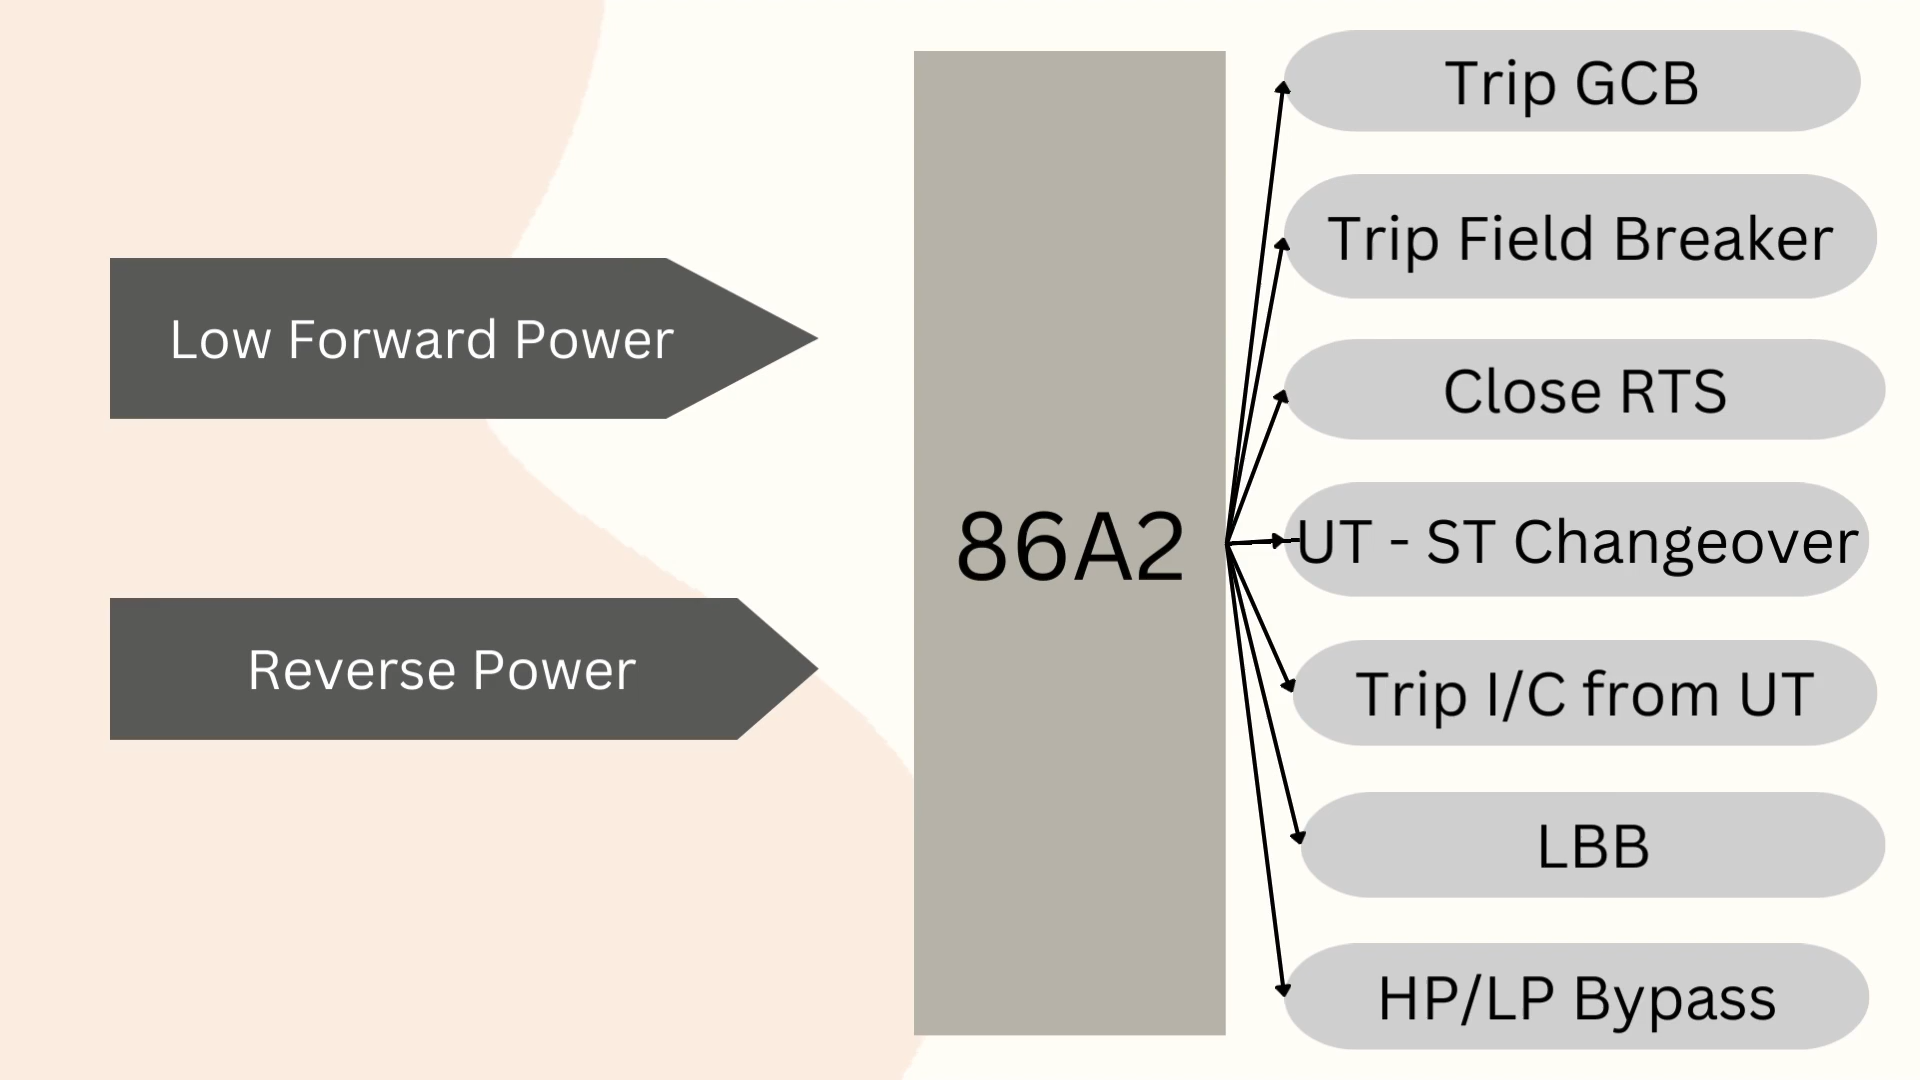 Low Forward Power
Reverse Power
86A2
Trip GCB
Trip Field Breaker
Close RTS
UT - ST Changeover
Trip I/C from UT
LBB
HP/LP Bypass